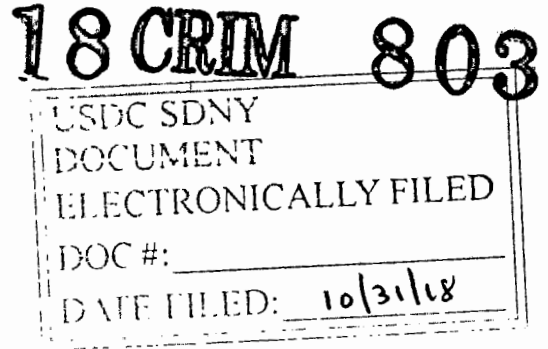 18 CRIM 803
USDC SDNY
DOCUMENT
ELECTRONICALLY FILED
DOC #:
DATE FILED: 10/31/18